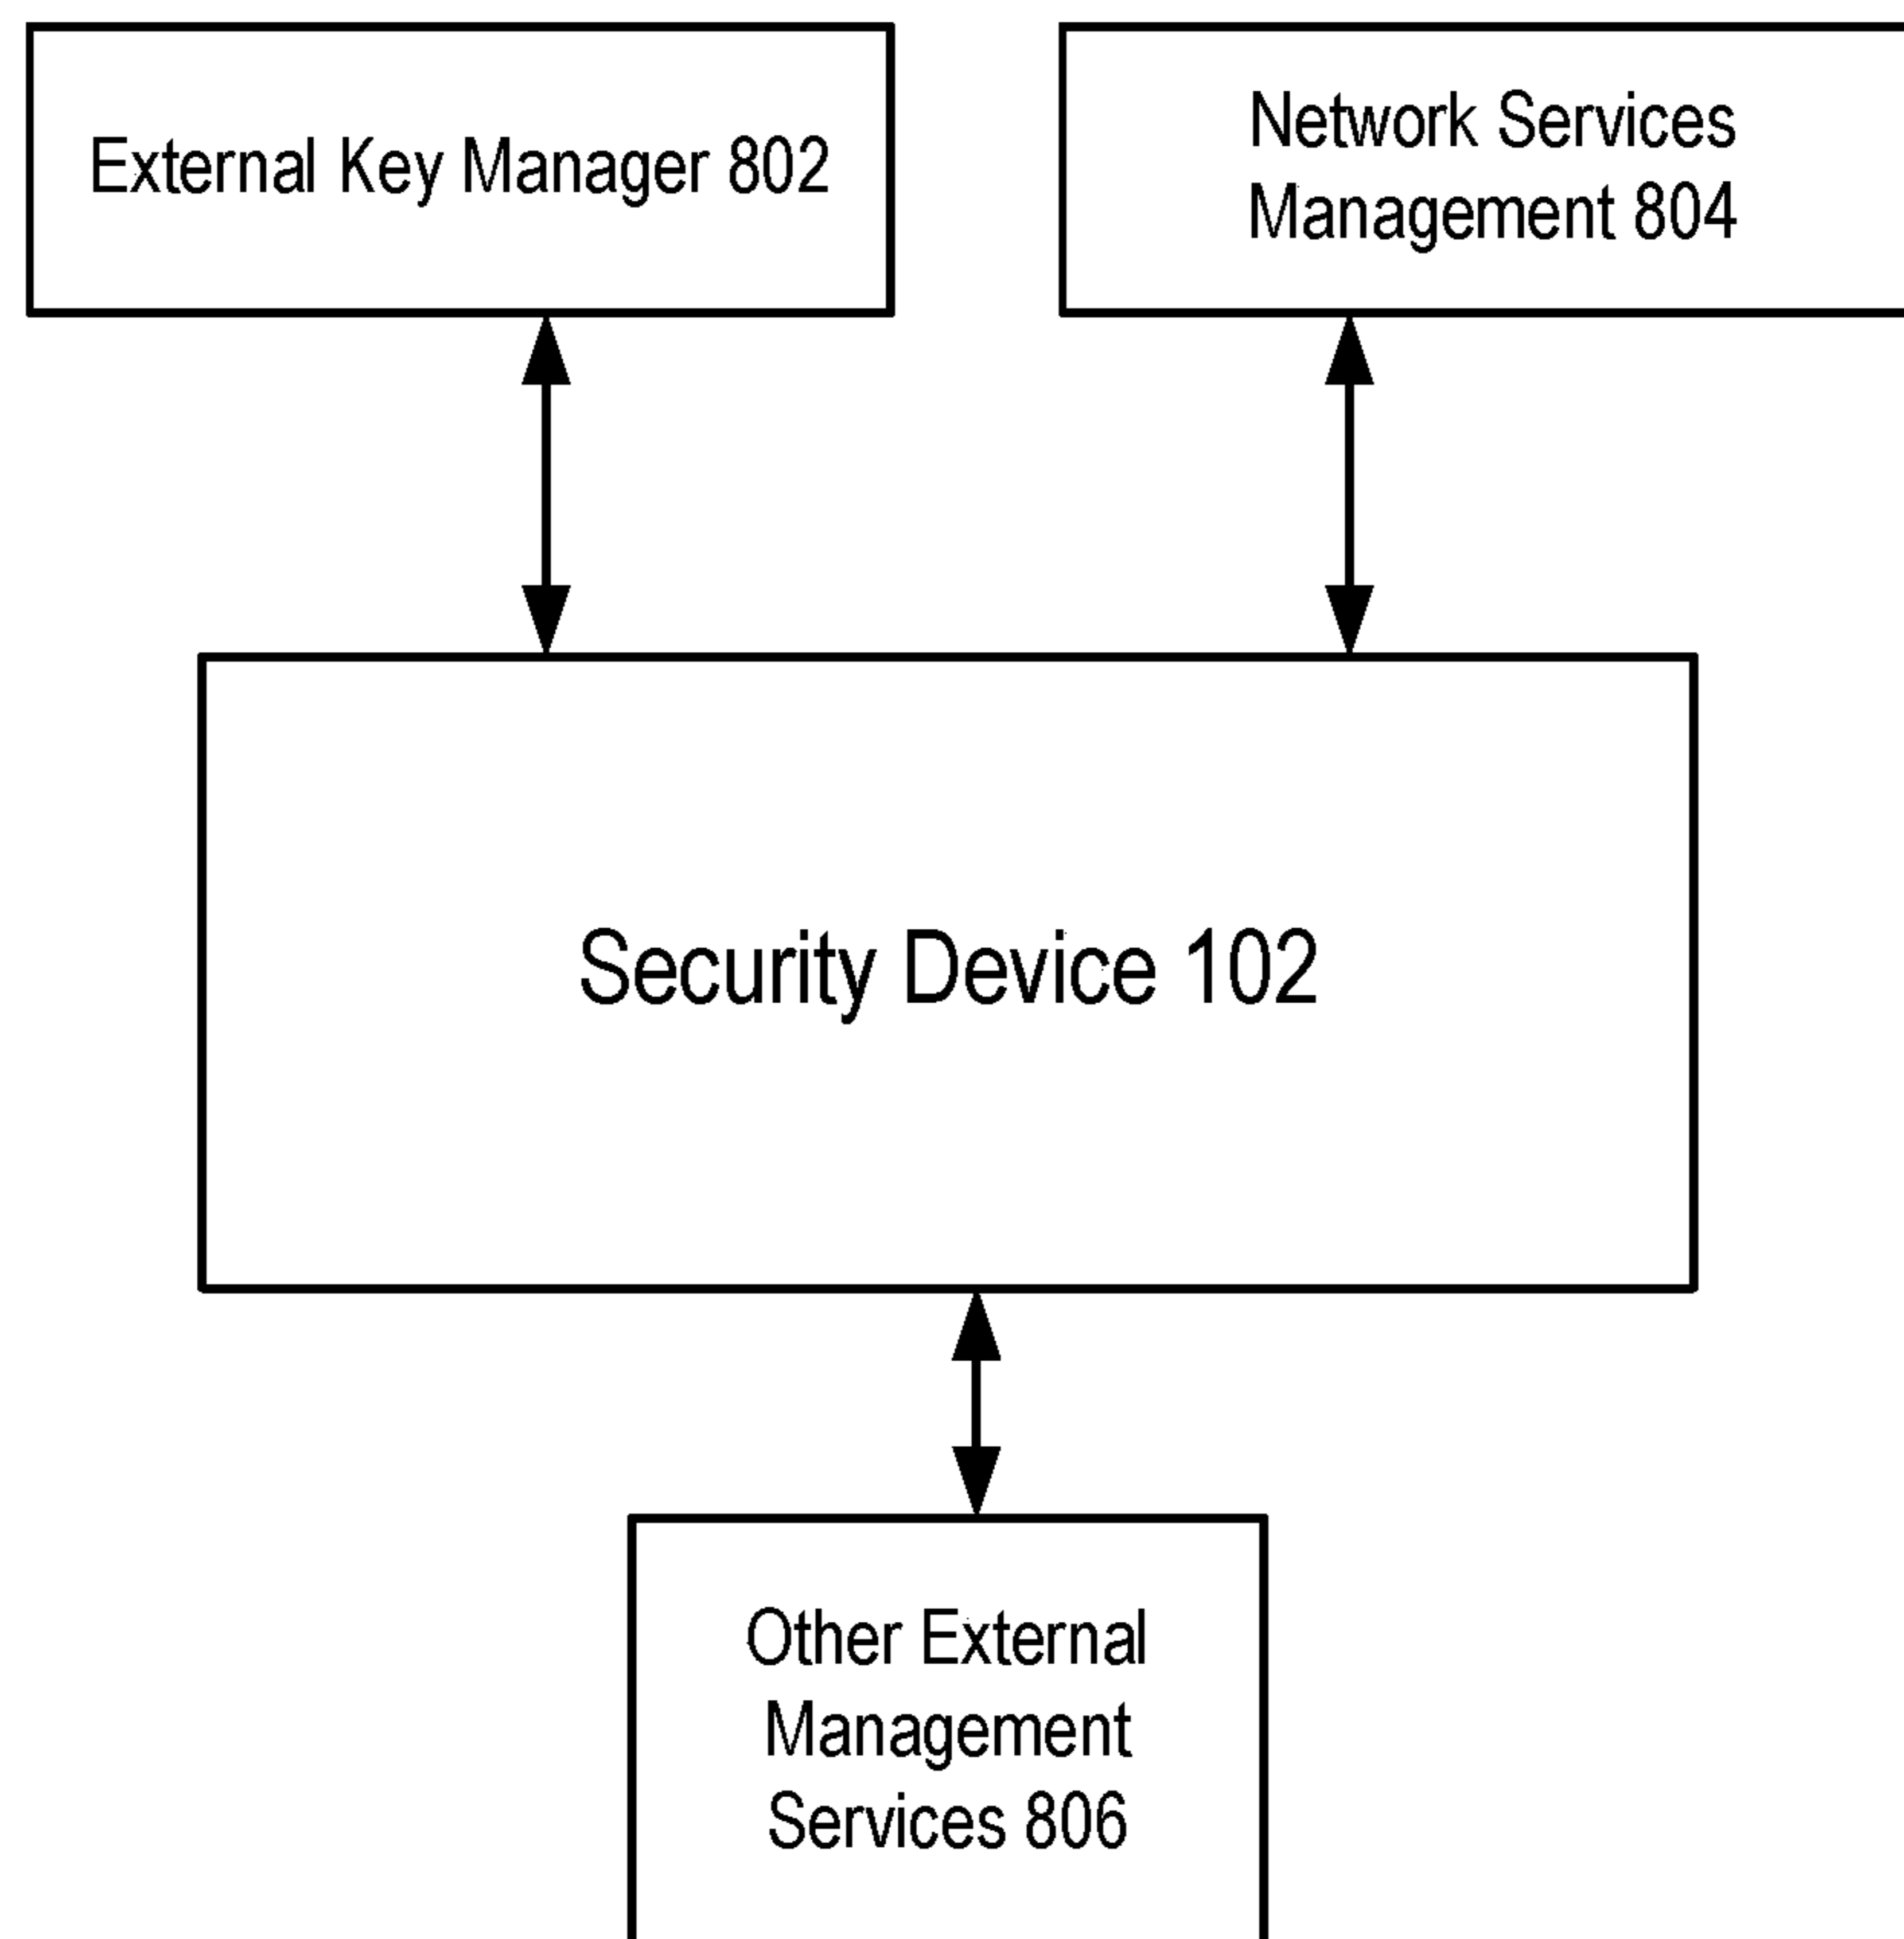 External Key Manager 802
Network Services
Management 804
Security Device 102
Other External
Management
Services 806